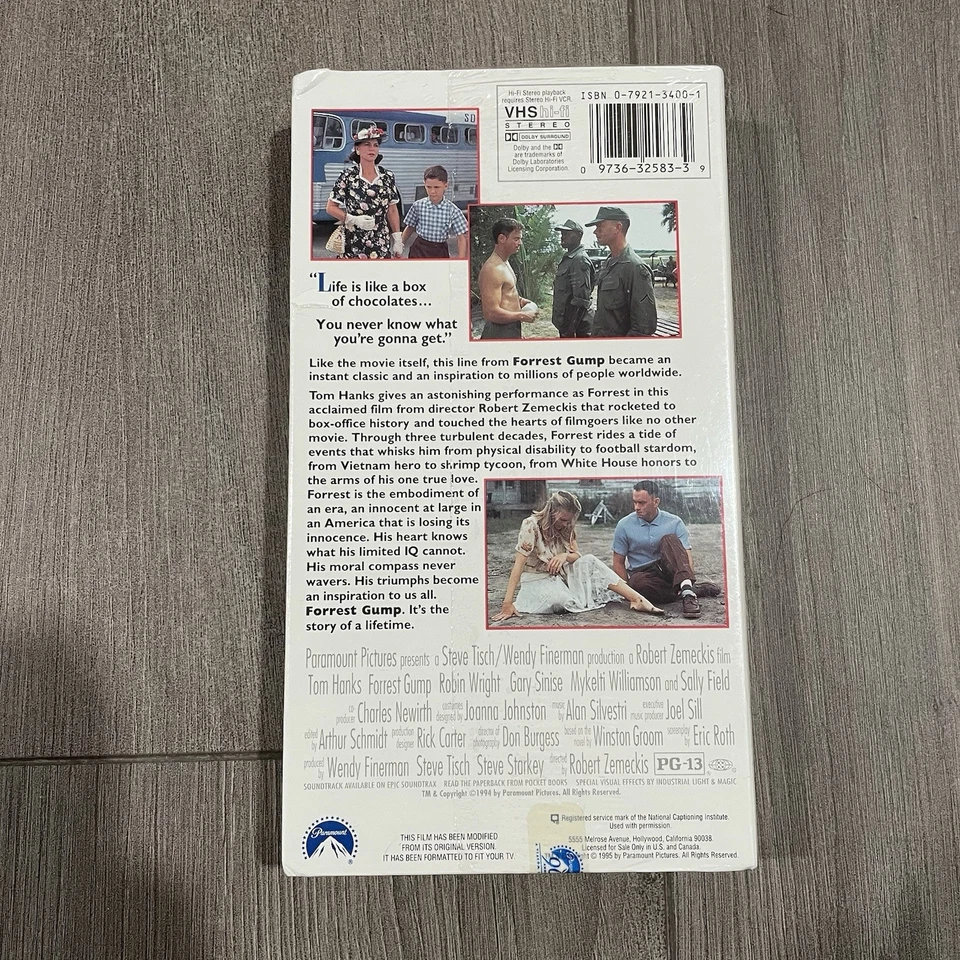 SD
Hi-Fi Stereo playback
requires Stereo Hi-Fi VCR.
VHS hi-fi
STEREO
DOLBY SURROUND
Dolby and the
are trademarks of
Dolby Laboratories
Licensing Corporation.
ISBN 0-7921-3400-1
0 9736-32583-3 9
“Life is like a box
of chocolates...
You never know what
you're gonna get.”
Like the movie itself, this line from Forrest Gump became an
instant classic and an inspiration to millions of people worldwide.
Tom Hanks gives an astonishing performance as Forrest in this
acclaimed film from director Robert Zemeckis that rocketed to
box-office history and touched the hearts of filmgoers like no other
movie. Through three turbulent decades, Forrest rides a tide of
events that whisks him from physical disability to football stardom,
from Vietnam hero to shrimp tycoon, from White House honors to
the arms of his one true love.
Forrest is the embodiment of
an era, an innocent at large in
an America that is losing its
innocence. His heart knows
what his limited IQ cannot.
His moral compass never
wavers. His triumphs become
an inspiration to us all.
Forrest Gump. It's the
story of a lifetime.
Paramount Pictures presents a Steve Tisch/Wendy Finerman production a Robert Zemeckis film
Tom Hanks Forrest Gump Robin Wright Gary Sinise Mykelti Williamson and Sally Field
co-producer Charles Newirth costumes designed by Joanna Johnston music by Alan Silvestri executive music producer Joel Sill
edited by Arthur Schmidt production designer Rick Carter director of photography Don Burgess based on the novel by Winston Groom screenplay by Eric Roth
produced by Wendy Finerman Steve Tisch Steve Starkey directed by Robert Zemeckis PG-13
SOUNDTRACK AVAILABLE ON EPIC SOUNDTRAX READ THE PAPERBACK FROM POCKET BOOKS SPECIAL VISUAL EFFECTS BY INDUSTRIAL LIGHT & MAGIC
TM & Copyright ©1994 by Paramount Pictures. All Rights Reserved.
Paramount
®
THIS FILM HAS BEEN MODIFIED
FROM ITS ORIGINAL VERSION.
IT HAS BEEN FORMATTED TO FIT YOUR TV.
Registered service mark of the National Captioning Institute.
Used with permission.
5555 Melrose Avenue, Hollywood, California 90038.
Licensed for Sale Only in U.S. and Canada.
© 1995 by Paramount Pictures. All Rights Reserved.